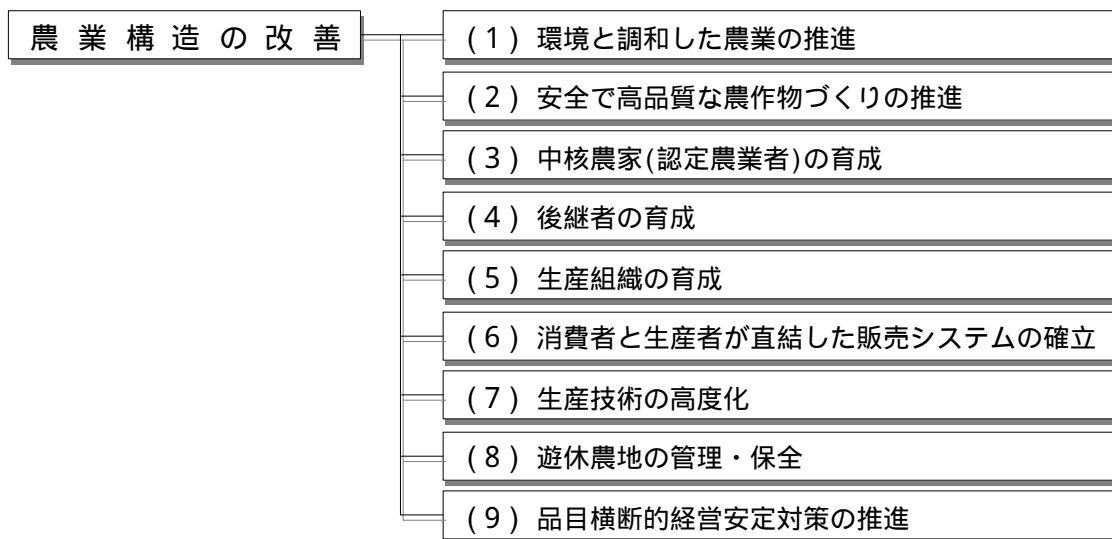 農業構造の改善
(1) 環境と調和した農業の推進
(2) 安全で高品質な農作物づくりの推進
(3) 中核農家(認定農業者)の育成
(4) 後継者の育成
(5) 生産組織の育成
(6) 消費者と生産者が直結した販売システムの確立
(7) 生産技術の高度化
(8) 遊休農地の管理・保全
(9) 品目横断的経営安定対策の推進